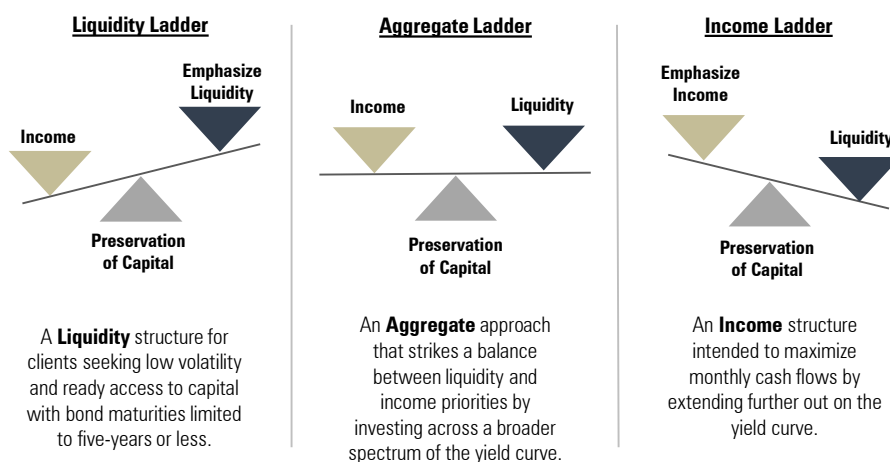 Liquidity Ladder
Emphasize
Liquidity
Income
Preservation
of Capital
A Liquidity structure for
clients seeking low volatility
and ready access to capital
with bond maturities limited
to five-years or less.
Aggregate Ladder
Income
Liquidity
Preservation
of Capital
An Aggregate approach
that strikes a balance
between liquidity and
income priorities by
investing across a broader
spectrum of the yield curve.
Income Ladder
Emphasize
Income
Liquidity
Preservation
of Capital
An Income structure
intended to maximize
monthly cash flows by
extending further out on the
yield curve.